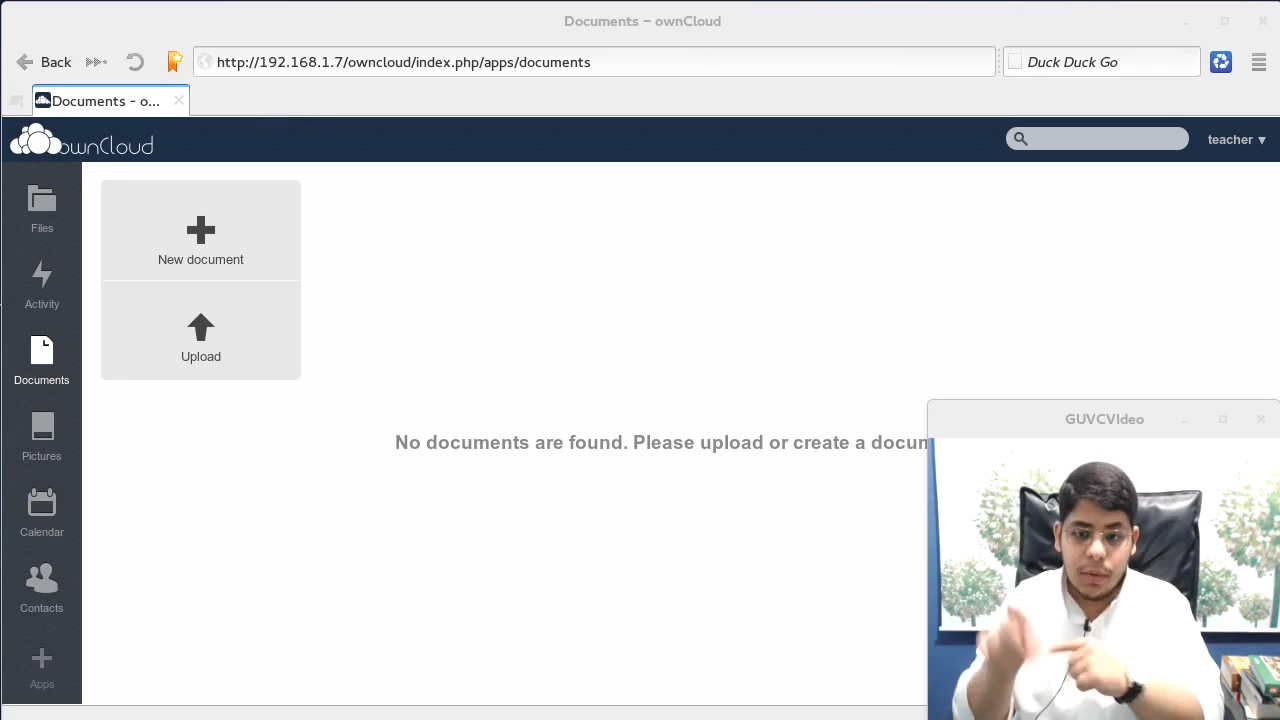 Documents – ownCloud
Back
http://192.168.1.7/owncloud/index.php/apps/documents
Duck Duck Go
Documents - o...
ownCloud
teacher
Files
Activity
Documents
Pictures
Calendar
Contacts
Apps
New document
Upload
No documents are found. Please upload or create a docum
GUVCVIdeo